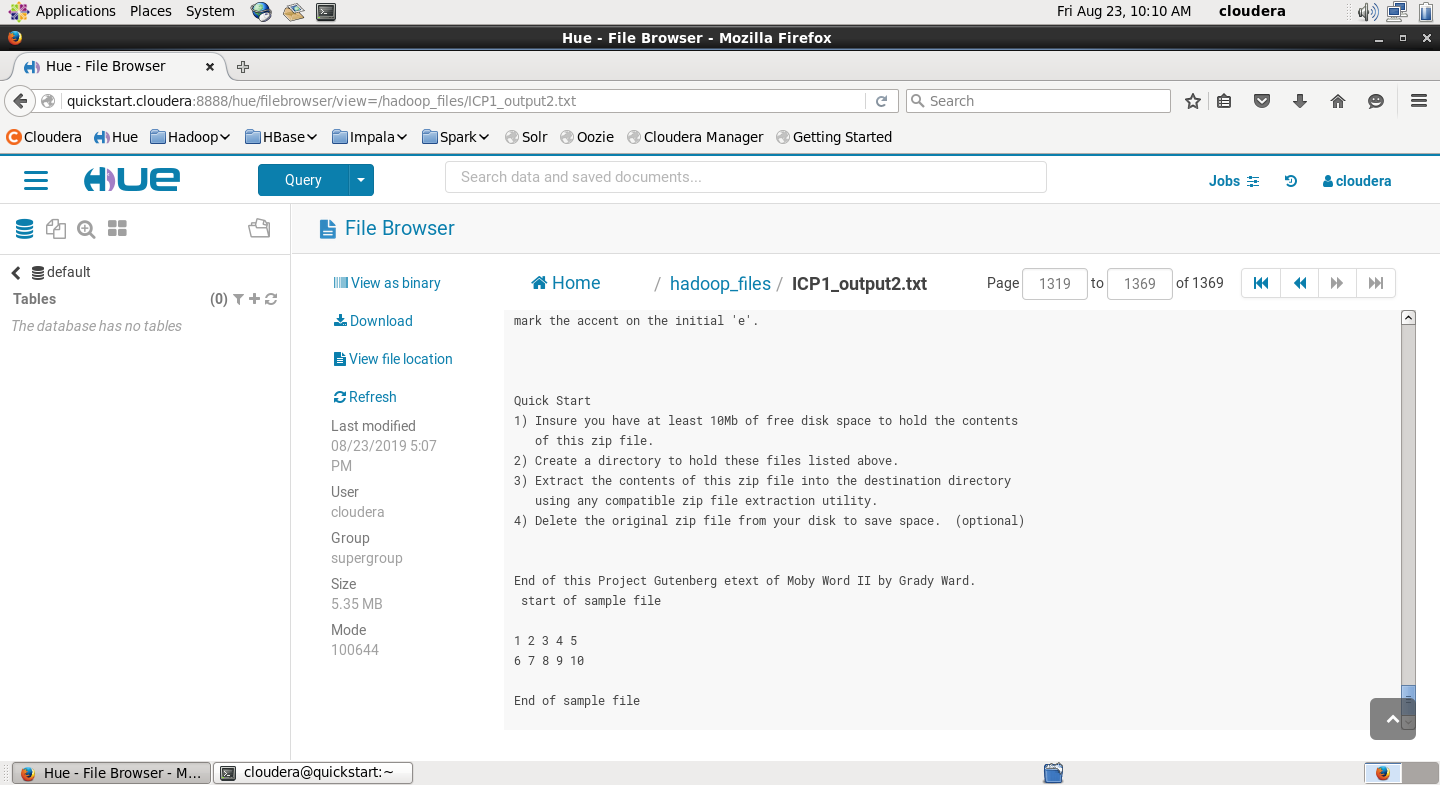 Applications Places System Fri Aug 23, 10:10 AM cloudera
Hue - File Browser - Mozilla Firefox
Hue - File Browser
quickstart.cloudera:8888/hue/filebrowser/view=/hadoop_files/ICP1_output2.txt Search
Cloudera Hue Hadoop HBase Impala Spark Solr Oozie Cloudera Manager Getting Started
HUE Query Search data and saved documents... Jobs cloudera
File Browser
default
Tables (0)
The database has no tables
View as binary
Download
View file location
Refresh
Last modified
08/23/2019 5:07
PM
User
cloudera
Group
supergroup
Size
5.35 MB
Mode
100644
Home / hadoop_files / ICP1_output2.txt Page 1319 to 1369 of 1369
mark the accent on the initial 'e'.
Quick Start
1) Insure you have at least 10Mb of free disk space to hold the contents
of this zip file.
2) Create a directory to hold these files listed above.
3) Extract the contents of this zip file into the destination directory
using any compatible zip file extraction utility.
4) Delete the original zip file from your disk to save space. (optional)
End of this Project Gutenberg etext of Moby Word II by Grady Ward.
start of sample file
1 2 3 4 5
6 7 8 9 10
End of sample file
Hue - File Browser - M... cloudera@quickstart:~